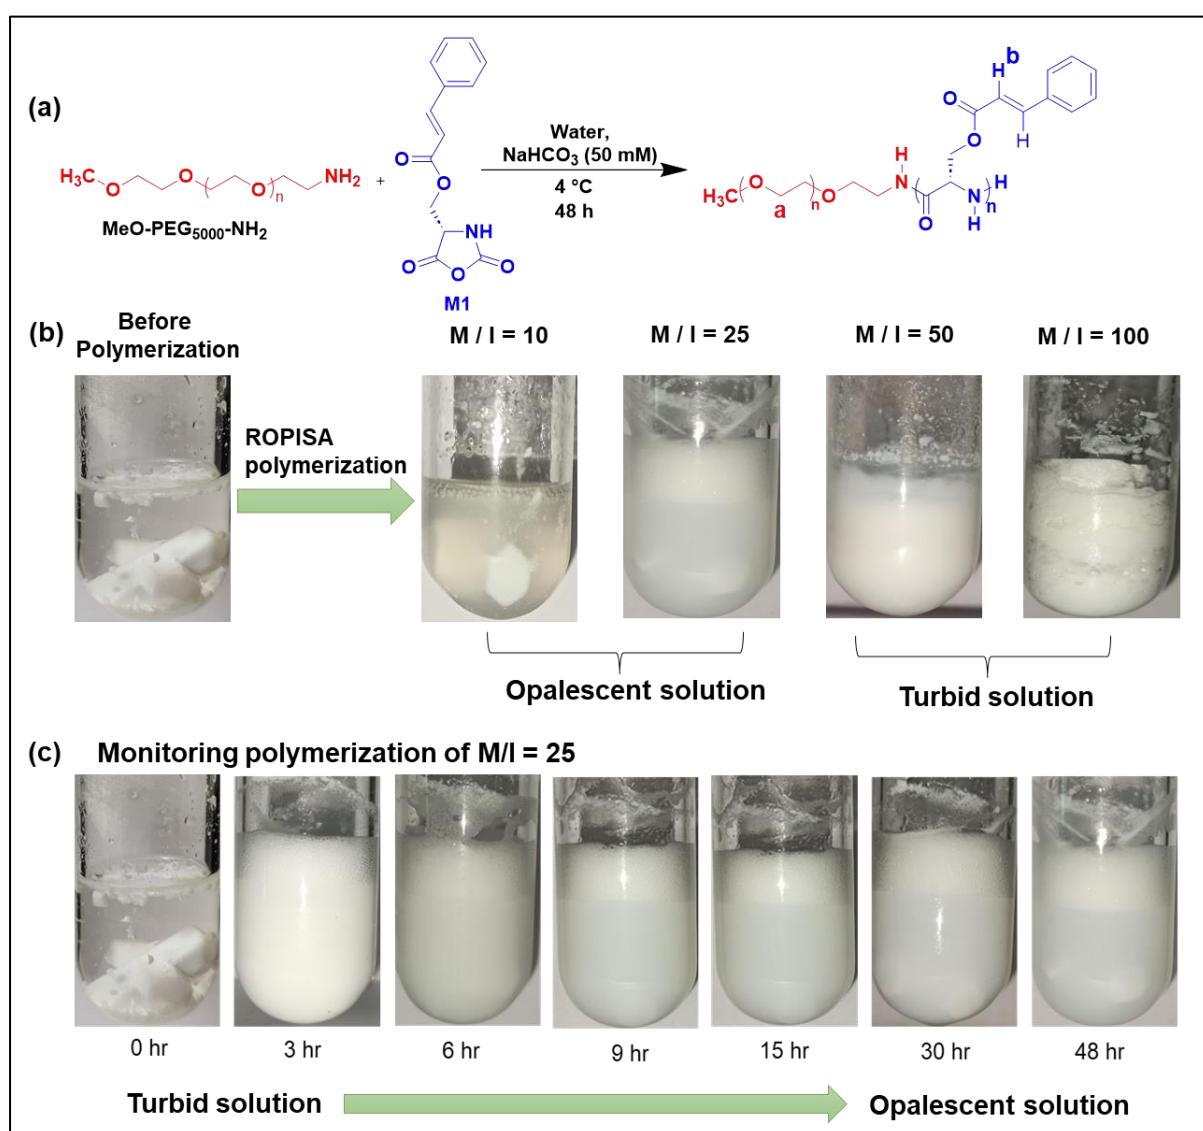 (a)
Water,
NaHCO₃ (50 mM)
4 °C
48 h
H₃C
O
O
O
n
NH₂
+
MeO-PEG₅₀₀₀-NH₂
O
O
NH
O
O
O
M1
H₃C
O
a
n
O
H
N
O
n
N
H
H
O
O
H
b
H
(b)
Before
Polymerization
ROPISA
polymerization
M / I = 10
M / I = 25
M / I = 50
M / I = 100
Opalescent solution
Turbid solution
(c) Monitoring polymerization of M/I = 25
0 hr
3 hr
6 hr
9 hr
15 hr
30 hr
48 hr
Turbid solution
Opalescent solution